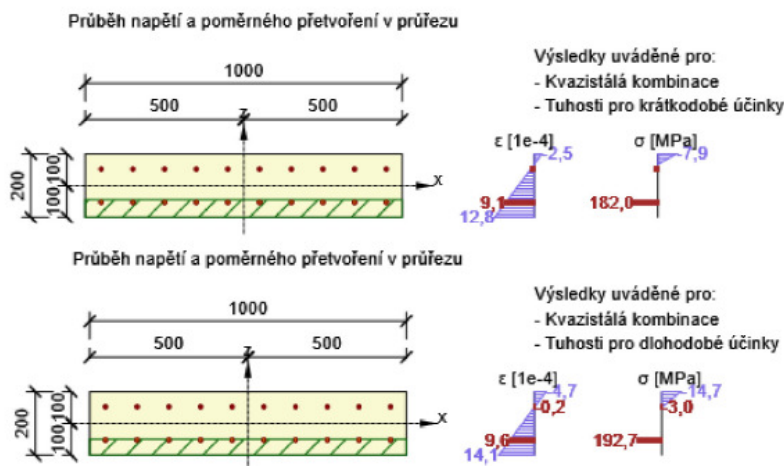 Průběh napětí a poměrného přetvoření v průřezu
Výsledky uváděné pro:
- Kvazistálá kombinace
- Tuhosti pro krátkodobé účinky
1000
500 500
z
x
200
100
100
ε [1e-4] σ [MPa]
-2,5 -7,9
9,1 182,0
12,8
Průběh napětí a poměrného přetvoření v průřezu
Výsledky uváděné pro:
- Kvazistálá kombinace
- Tuhosti pro dlohodobé účinky
1000
500 500
z
x
200
100
100
ε [1e-4] σ [MPa]
-4,7 -14,7
-0,2 -3,0
9,6 192,7
14,1